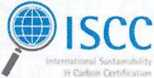 ISCC
International Sustainability
& Carbon Certification